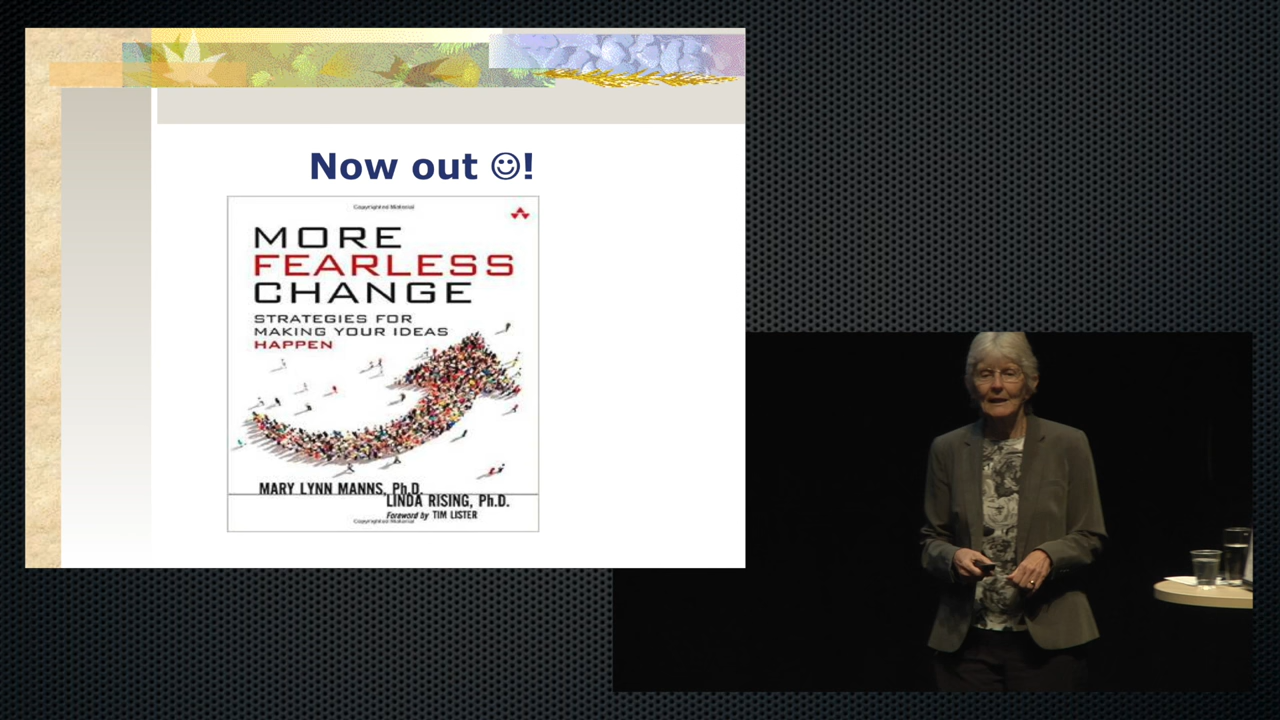 Now out ☺!
Copyrighted Material
MORE
FEARLESS
CHANGE
STRATEGIES FOR
MAKING YOUR IDEAS
HAPPEN
MARY LYNN MANNS, Ph.D.
LINDA RISING, Ph.D.
Foreword by TIM LISTER
Copyrighted Material